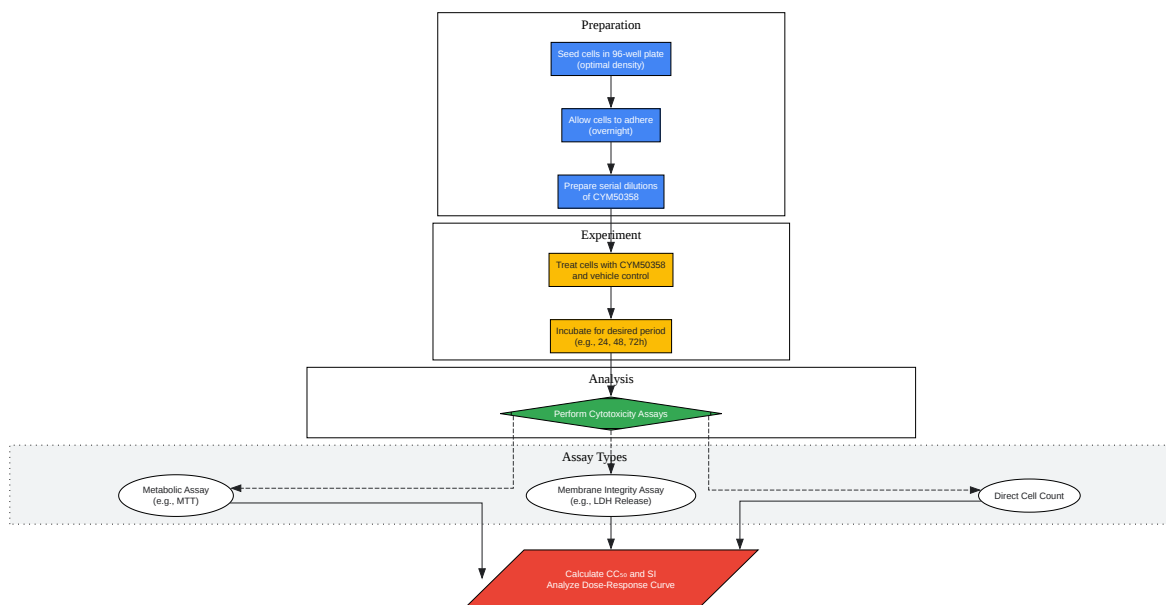 Preparation
Seed cells in 96-well plate
(optimal density)
Allow cells to adhere
(overnight)
Prepare serial dilutions
of CYM50358
Experiment
Treat cells with CYM50358
and vehicle control
Incubate for desired period
(e.g., 24, 48, 72h)
Analysis
Perform Cytotoxicity Assays
Assay Types
Metabolic Assay
(e.g., MTT)
Membrane Integrity Assay
(e.g., LDH Release)
Direct Cell Count
Calculate CC₅₀ and SI
Analyze Dose-Response Curve